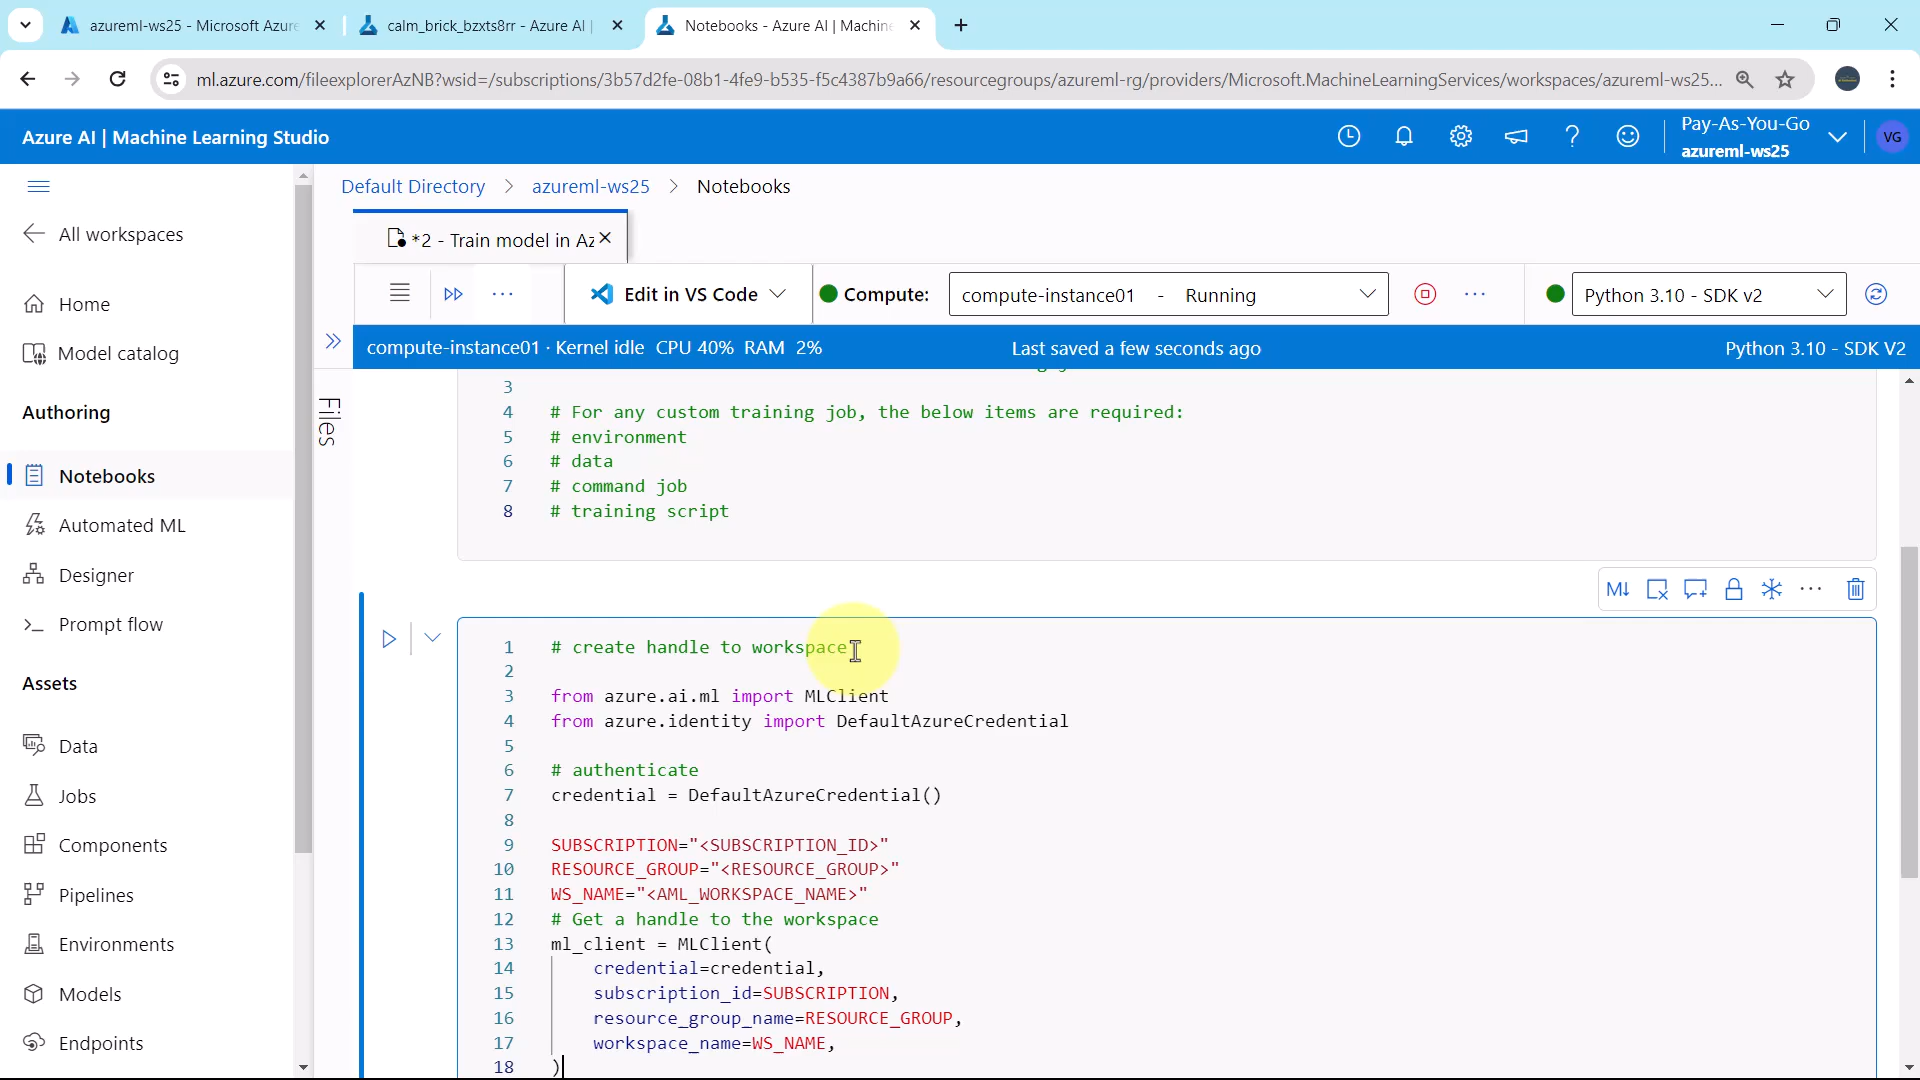 azureml-ws25 - Microsoft Azure
calm_brick_bzxts8rr - Azure AI |
Notebooks - Azure AI | Machine
ml.azure.com/fileexplorerAzNB?wsid=/subscriptions/3b57d2fe-08b1-4fe9-b535-f5c4387b9a66/resourcegroups/azureml-rg/providers/Microsoft.MachineLearningServices/workspaces/azureml-ws25...
Azure AI | Machine Learning Studio
Pay-As-You-Go
azureml-ws25
VG
All workspaces
Home
Model catalog
Authoring
Notebooks
Automated ML
Designer
Prompt flow
Assets
Data
Jobs
Components
Pipelines
Environments
Models
Endpoints
Default Directory > azureml-ws25 > Notebooks
*2 - Train model in Az
Edit in VS Code
Compute:
compute-instance01 - Running
Python 3.10 - SDK v2
compute-instance01 · Kernel idle CPU 40% RAM 2%
Last saved a few seconds ago
Python 3.10 - SDK V2
Files
3
4 # For any custom training job, the below items are required:
5 # environment
6 # data
7 # command job
8 # training script
M↓
1 # create handle to workspace
2
3 from azure.ai.ml import MLClient
4 from azure.identity import DefaultAzureCredential
5
6 # authenticate
7 credential = DefaultAzureCredential()
8
9 SUBSCRIPTION="<SUBSCRIPTION_ID>"
10 RESOURCE_GROUP="<RESOURCE_GROUP>"
11 WS_NAME="<AML_WORKSPACE_NAME>"
12 # Get a handle to the workspace
13 ml_client = MLClient(
14 credential=credential,
15 subscription_id=SUBSCRIPTION,
16 resource_group_name=RESOURCE_GROUP,
17 workspace_name=WS_NAME,
18 )